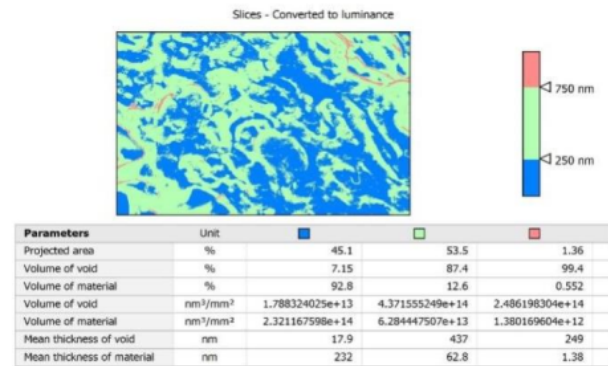 Slices - Converted to luminance
750 nm
250 nm
Parameters Unit
Projected area % 45.1 53.5 1.36
Volume of void % 7.15 87.4 99.4
Volume of material % 92.8 12.6 0.552
Volume of void nm³/mm² 1.788324025e+13 4.371555249e+14 2.486198304e+14
Volume of material nm³/mm² 2.321167598e+14 6.284447507e+13 1.380169604e+12
Mean thickness of void nm 17.9 437 249
Mean thickness of material nm 232 62.8 1.38